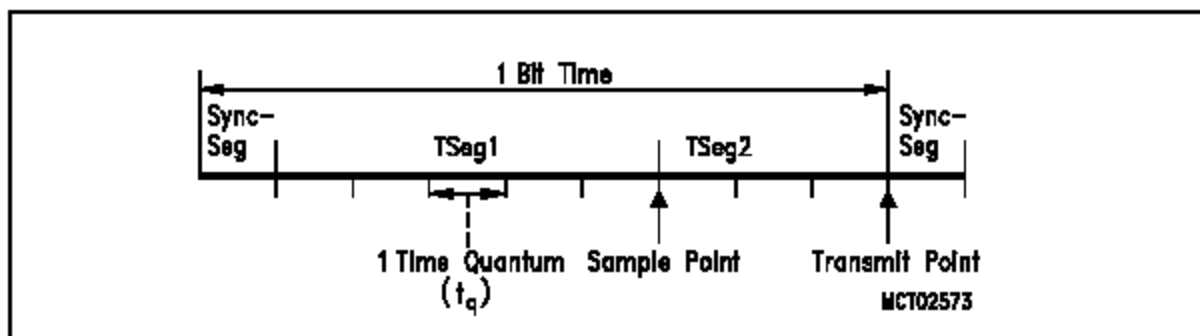 1 Bit Time
Sync-
Seg
TSeg1
TSeg2
Sync-
Seg
1 Time Quantum
(tq)
Sample Point
Transmit Point
MCT02573